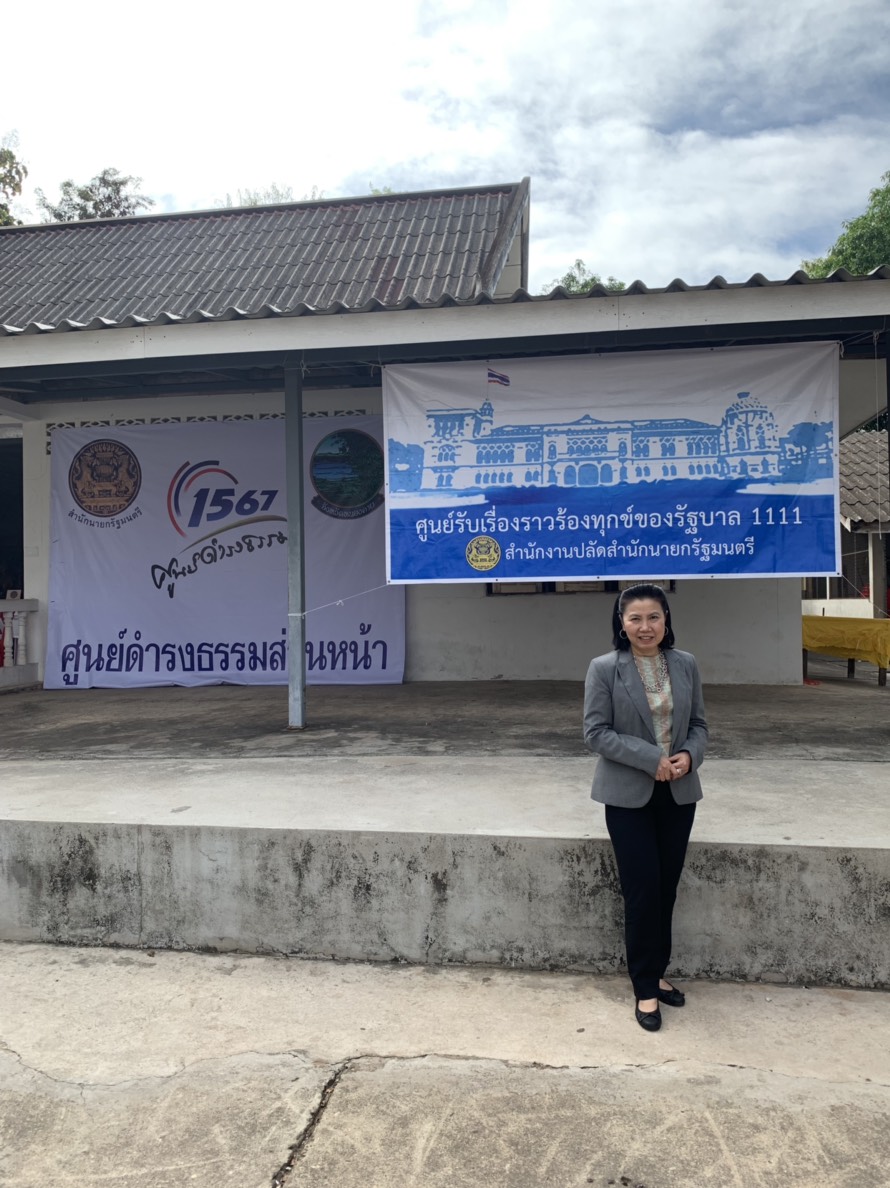 สำนักนายกรัฐมนตรี
1567
ศูนย์ดำรงธรรม
ศูนย์ดำรงธรรมส่วนหน้า
ศูนย์รับเรื่องราวร้องทุกข์ของรัฐบาล 1111
สำนักงานปลัดสำนักนายกรัฐมนตรี